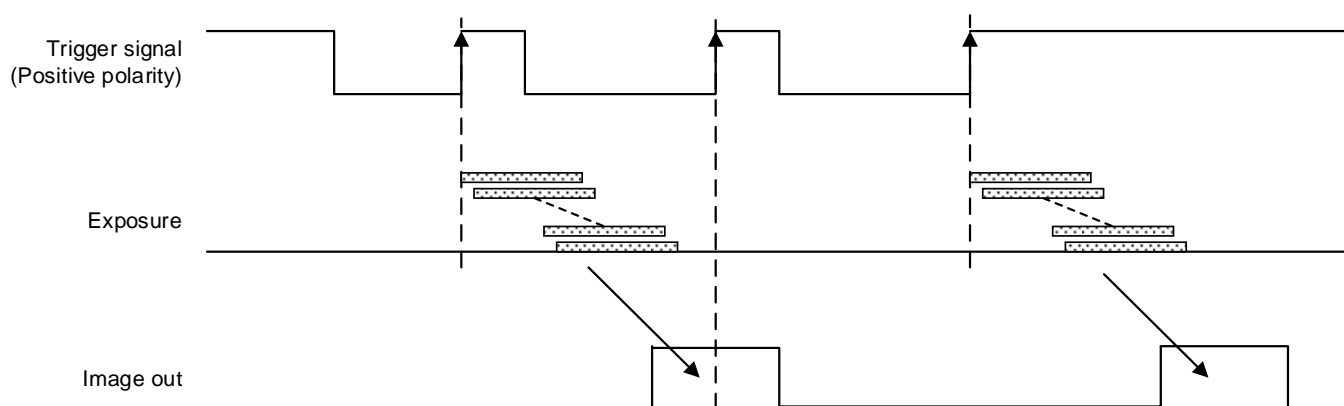 Trigger signal
(Positive polarity)
Exposure
Image out